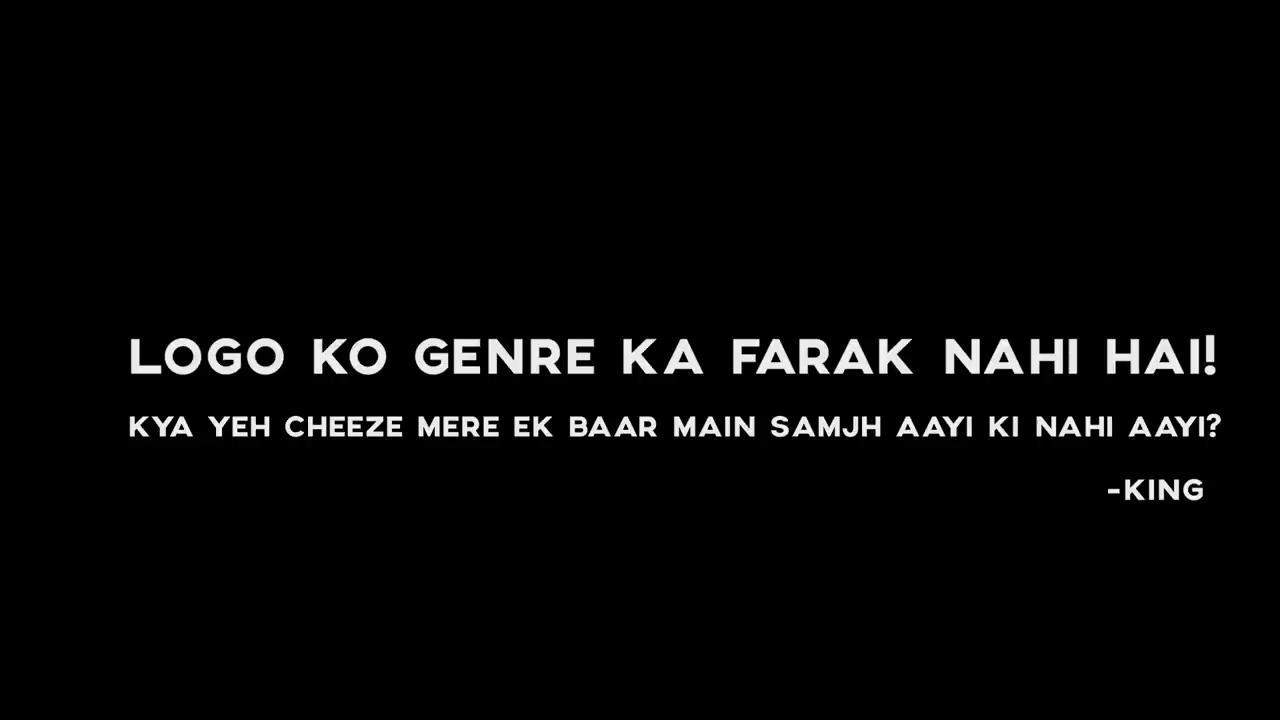 LOGO KO GENRE KA FARAK NAHI HAI!
KYA YEH CHEEZE MERE EK BAAR MAIN SAMJH AAYI KI NAHI AAYI?
-KING